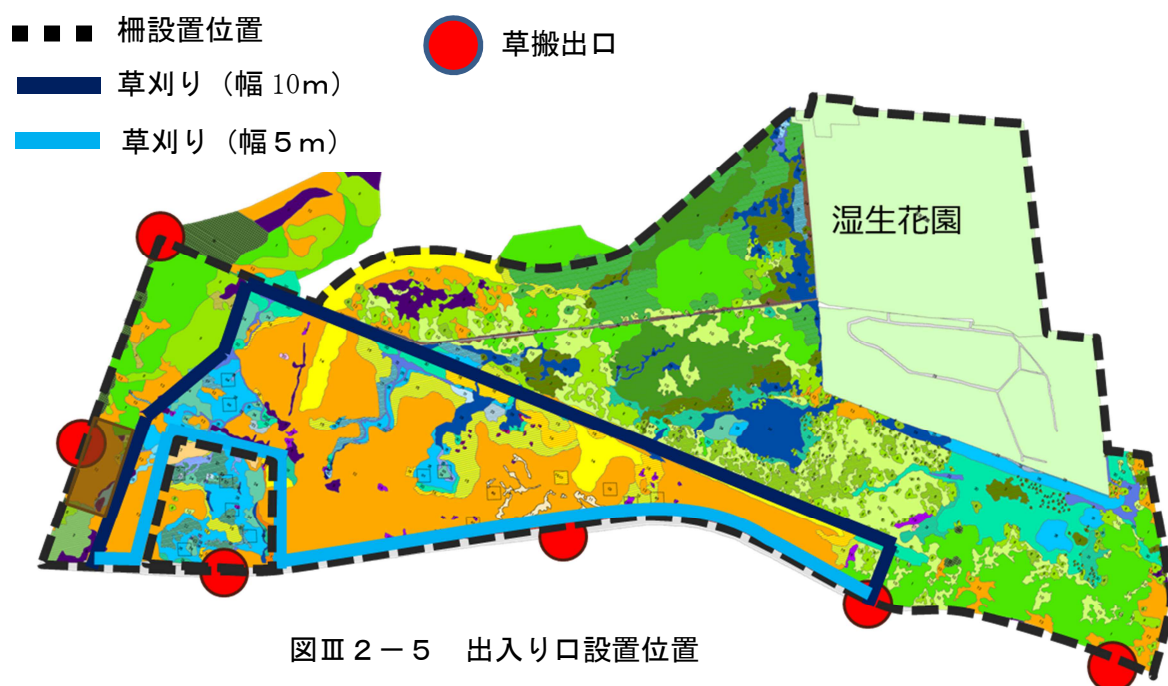 柵設置位置
草搬出口
草刈り（幅 10ｍ）
草刈り（幅５ｍ）
湿生花園
図Ⅲ２－５　出入り口設置位置